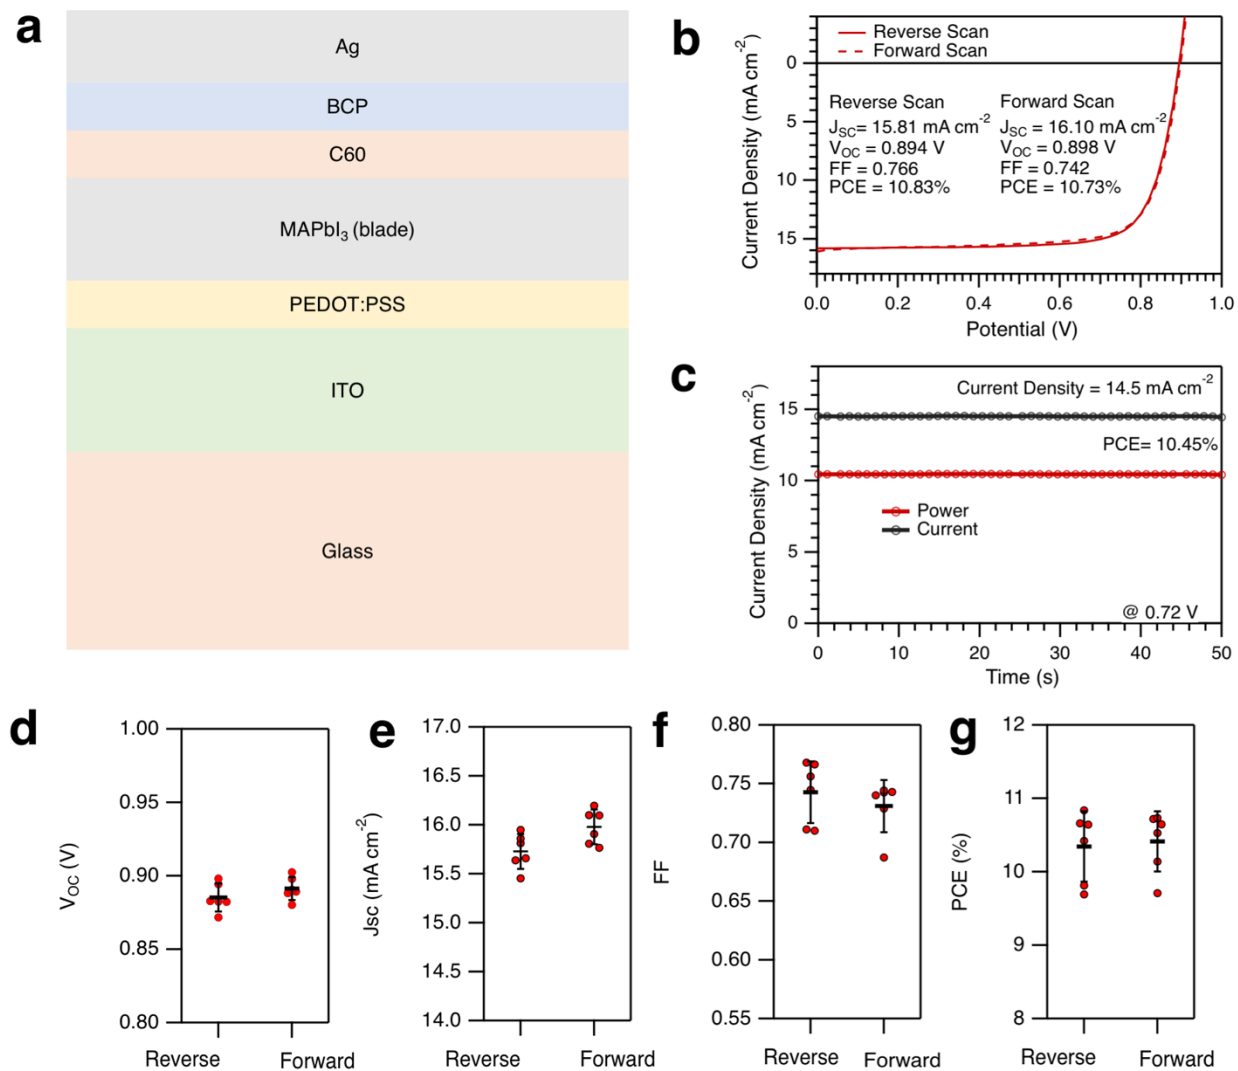 a
Ag
BCP
C60
MAPbI3 (blade)
PEDOT:PSS
ITO
Glass
b
Current Density (mA cm-2)
0
5
10
15
Reverse Scan
Forward Scan
Reverse Scan
JSC= 15.81 mA cm-2
VOC = 0.894 V
FF = 0.766
PCE = 10.83%
Forward Scan
JSC = 16.10 mA cm-2
VOC = 0.898 V
FF = 0.742
PCE = 10.73%
0.0 0.2 0.4 0.6 0.8 1.0
Potential (V)
c
Current Density (mA cm-2)
15
10
5
0
Current Density = 14.5 mA cm-2
PCE= 10.45%
Power
Current
@ 0.72 V
0 10 20 30 40 50
Time (s)
d
VOC (V)
1.00
0.95
0.90
0.85
0.80
Reverse Forward
e
Jsc (mA cm-2)
17.0
16.5
16.0
15.5
15.0
14.5
14.0
Reverse Forward
f
FF
0.80
0.75
0.70
0.65
0.60
0.55
Reverse Forward
g
PCE (%)
12
11
10
9
8
Reverse Forward